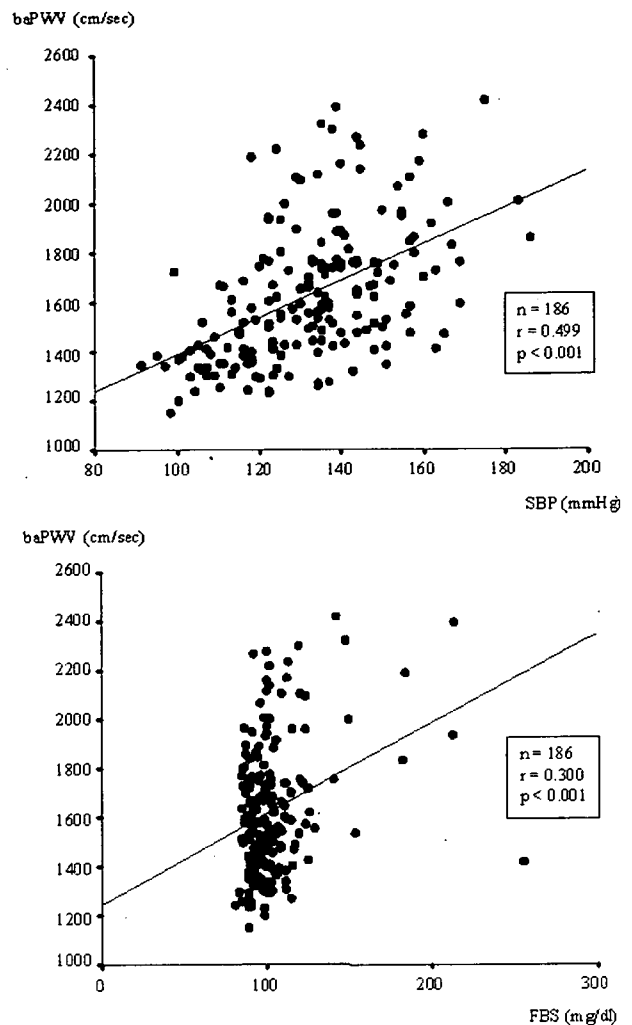 baPWV (cm/sec)
2600
2400
2200
2000
1800
1600
1400
1200
1000
n = 186
r = 0.499
p < 0.001
80 100 120 140 160 180 200
SBP (mmHg)
baPWV (cm/sec)
2600
2400
2200
2000
1800
1600
1400
1200
1000
n = 186
r = 0.300
p < 0.001
0 100 200 300
FBS (mg/dl)